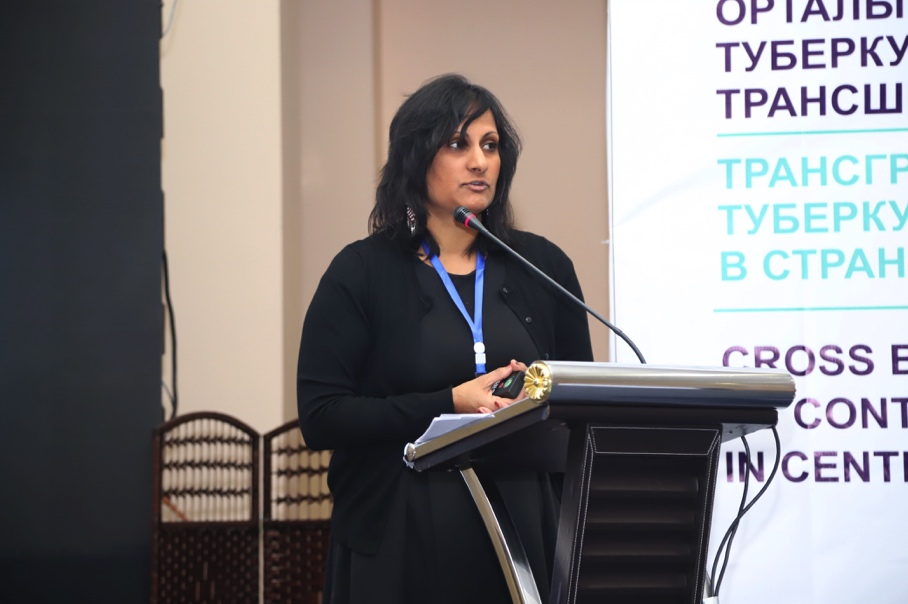 ОРТАЛЫ
ТУБЕРКУ
ТРАНСШ
ТРАНСГР
ТУБЕРКУ
В СТРАН
CROSS B
CONT
IN CENT